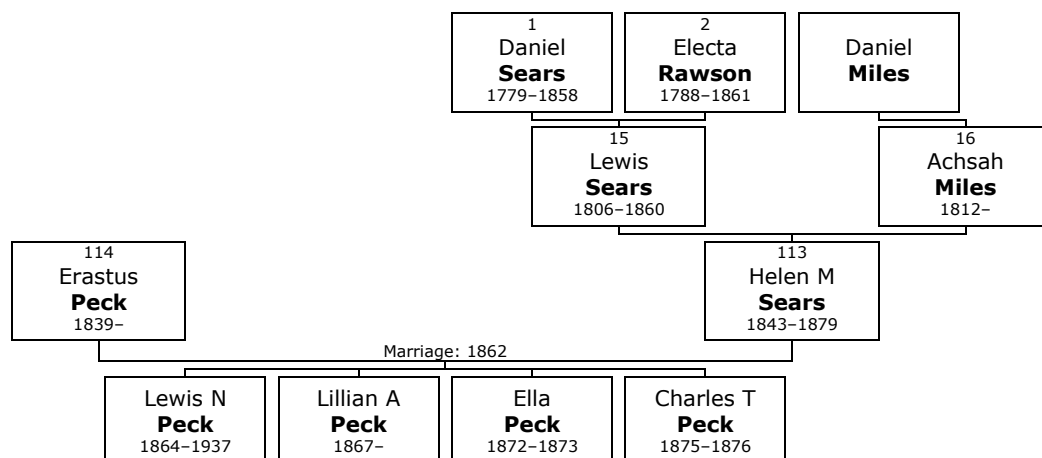 1
Daniel
Sears
1779–1858
2
Electa
Rawson
1788–1861
Daniel
Miles
15
Lewis
Sears
1806–1860
16
Achsah
Miles
1812–
114
Erastus
Peck
1839–
113
Helen M
Sears
1843–1879
Marriage: 1862
Lewis N
Peck
1864–1937
Lillian A
Peck
1867–
Ella
Peck
1872–1873
Charles T
Peck
1875–1876